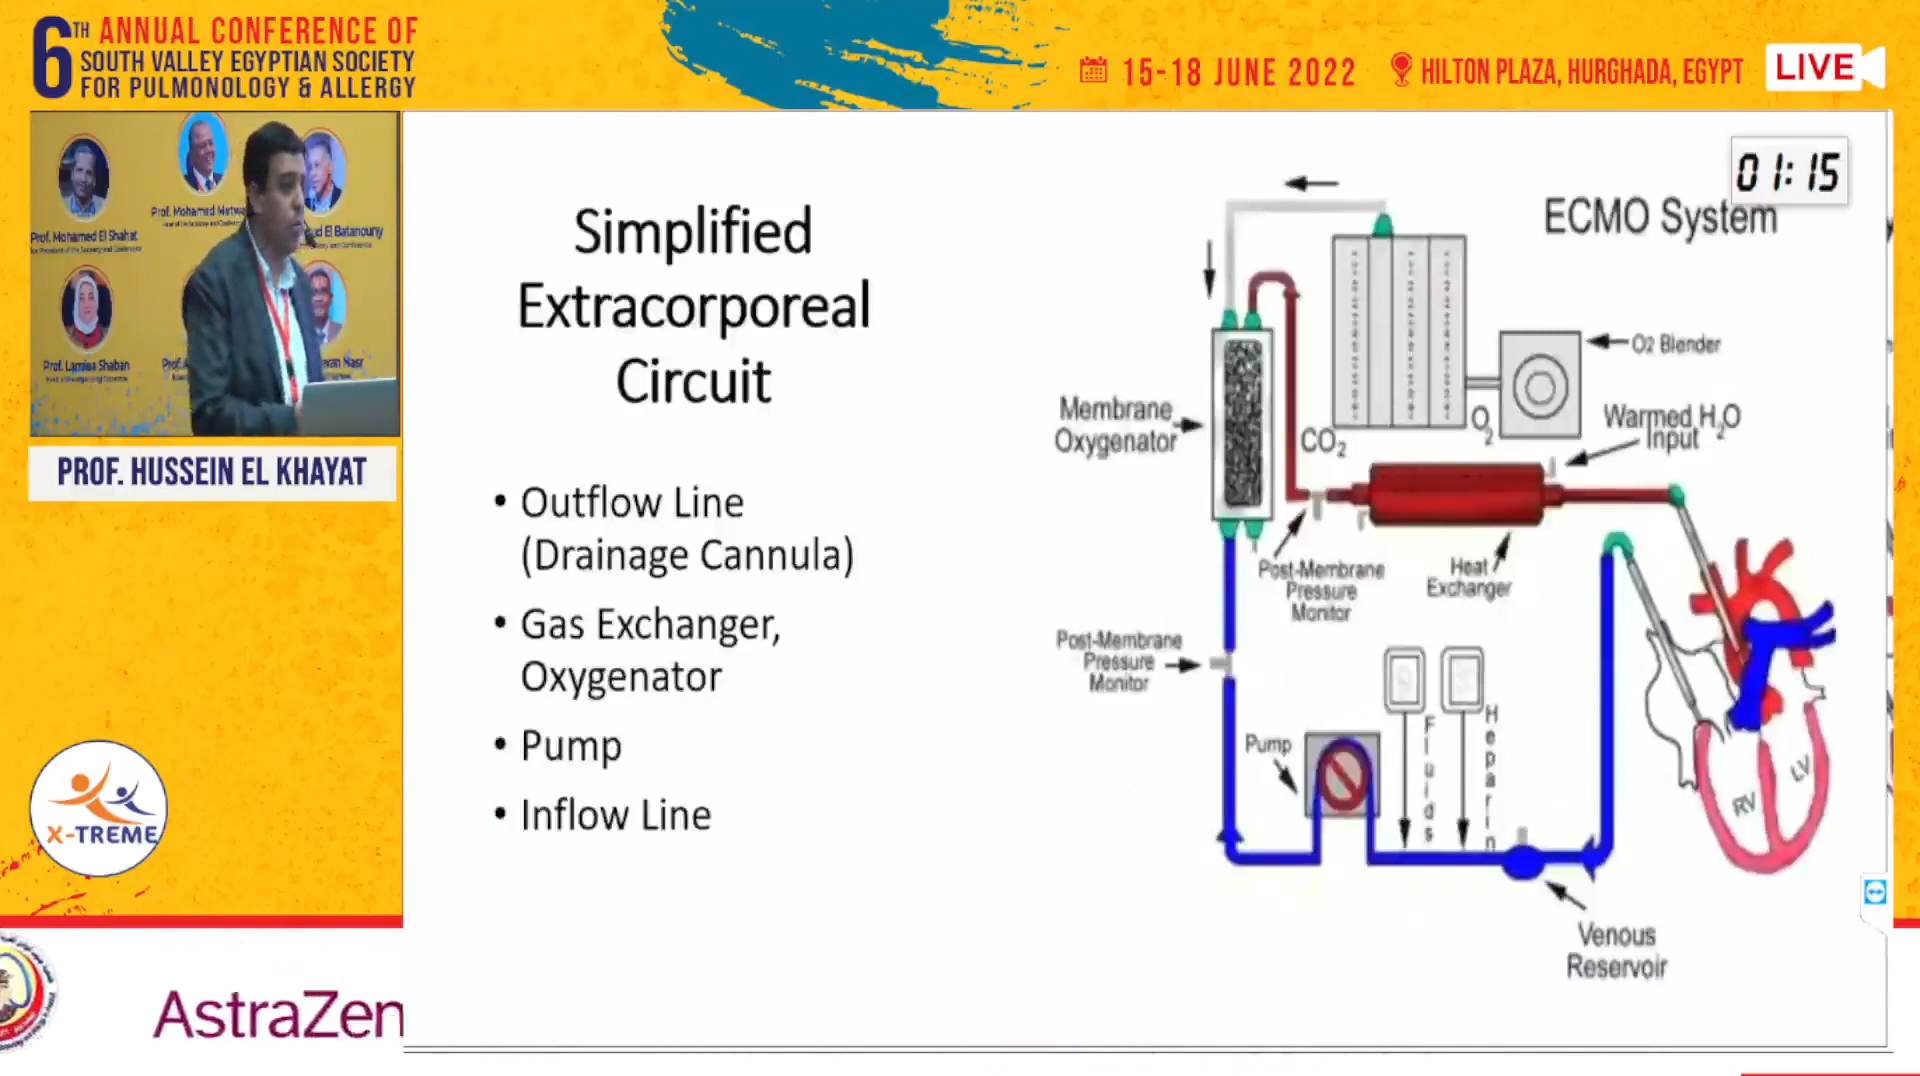 6TH ANNUAL CONFERENCE OF
SOUTH VALLEY EGYPTIAN SOCIETY
FOR PULMONOLOGY & ALLERGY
15-18 JUNE 2022
HILTON PLAZA, HURGHADA, EGYPT
LIVE
Prof. Mohamed El Shahat
Prof. Mohamed Metwa
ud El Batanouny
Prof. Lamiaa Shaban
Prof.
wan Nasr
PROF. HUSSEIN EL KHAYAT
X-TREME
AstraZen
Simplified
Extracorporeal
Circuit
• Outflow Line
(Drainage Cannula)
• Gas Exchanger,
Oxygenator
• Pump
• Inflow Line
01:15
ECMO System
O2 Blender
Membrane
Oxygenator
CO2
O2
Warmed H2O
Input
Post-Membrane
Pressure
Monitor
Heat
Exchanger
Post-Membrane
Pressure
Monitor
Pump
Fluids
Heparin
RV
LV
Venous
Reservoir